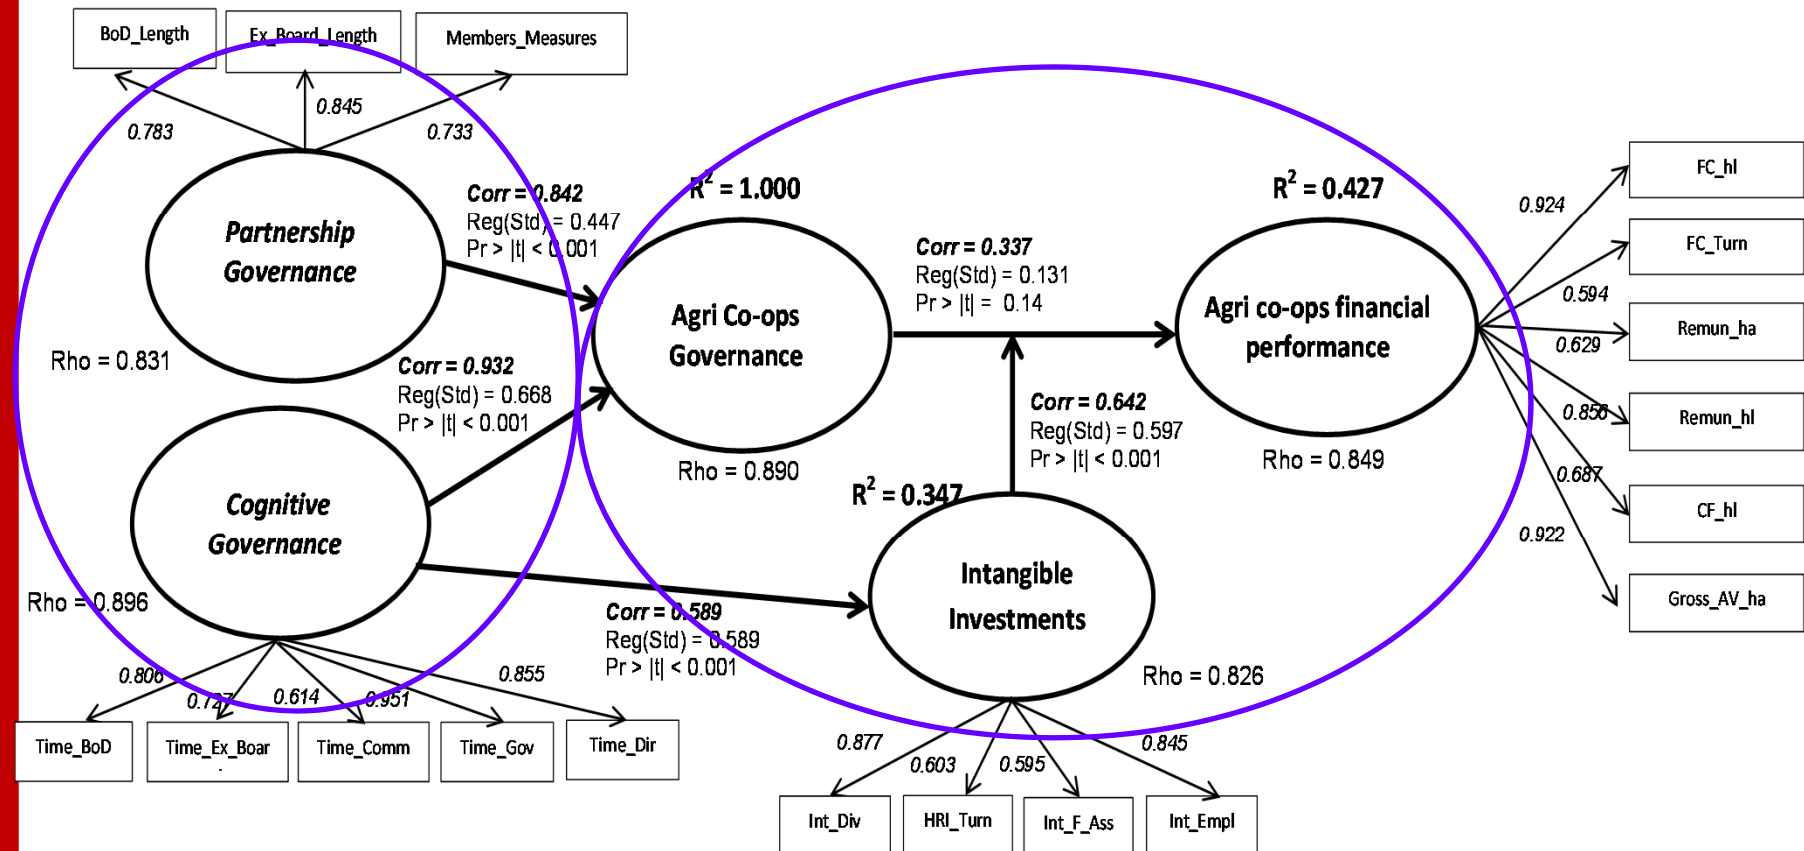 BoD_Length
Ex_Board_Length
Members_Measures
0.783
0.845
0.733
Partnership
Governance
Rho = 0.831
Corr = 0.842
Reg(Std) = 0.447
Pr > |t| < 0.001
R² = 1.000
Agri Co-ops
Governance
Rho = 0.890
Corr = 0.932
Reg(Std) = 0.668
Pr > |t| < 0.001
Cognitive
Governance
Rho = 0.896
0.806
0.727
0.614
0.951
0.855
Time_BoD
Time_Ex_Boar
.
Time_Comm
Time_Gov
Time_Dir
Corr = 0.589
Reg(Std) = 0.589
Pr > |t| < 0.001
Corr = 0.337
Reg(Std) = 0.131
Pr > |t| = 0.14
Corr = 0.642
Reg(Std) = 0.597
Pr > |t| < 0.001
R² = 0.347
Intangible
Investments
Rho = 0.826
0.877
0.603
0.595
0.845
Int_Div
HRI_Turn
Int_F_Ass
Int_Empl
R² = 0.427
Agri co-ops financial
performance
Rho = 0.849
0.924
0.594
0.629
0.856
0.687
0.922
FC_hl
FC_Turn
Remun_ha
Remun_hl
CF_hl
Gross_AV_ha